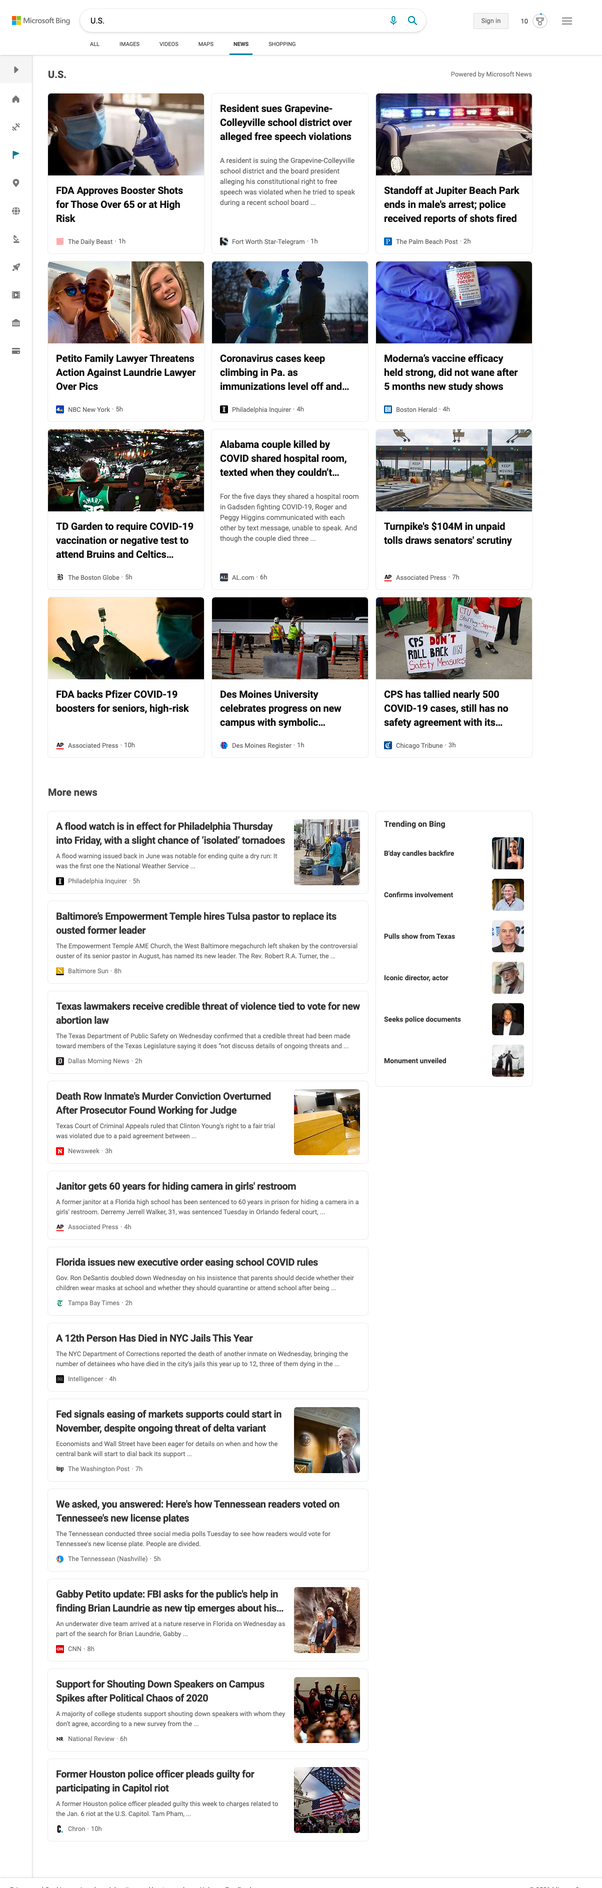 Microsoft Bing
U.S.
Sign in
10
ALL
IMAGES
VIDEOS
MAPS
NEWS
SHOPPING
U.S.
Powered by Microsoft News
FDA Approves Booster Shots
for Those Over 65 or at High
Risk
The Daily Beast · 1h
Resident sues Grapevine-
Colleyville school district over
alleged free speech violations
A resident is suing the Grapevine-Colleyville
school district and the board president
alleging his constitutional right to free
speech was violated when he tried to speak
during a recent school board ...
Fort Worth Star-Telegram · 1h
Standoff at Jupiter Beach Park
ends in male's arrest; police
received reports of shots fired
The Palm Beach Post · 2h
Petito Family Lawyer Threatens
Action Against Laundrie Lawyer
Over Pics
NBC New York · 5h
Coronavirus cases keep
climbing in Pa. as
immunizations level off and...
Philadelphia Inquirer · 4h
Moderna's vaccine efficacy
held strong, did not wane after
5 months new study shows
Boston Herald · 4h
SMART
TD Garden to require COVID-19
vaccination or negative test to
attend Bruins and Celtics...
The Boston Globe · 5h
Alabama couple killed by
COVID shared hospital room,
texted when they couldn't...
For the five days they shared a hospital room
in Gadsden fighting COVID-19, Roger and
Peggy Higgins communicated with each
other by text message, unable to speak. And
though the couple died three ...
AL.com · 6h
KEEP MOVING
KEEP MOVING
Turnpike's $104M in unpaid
tolls draws senators' scrutiny
AP Associated Press · 7h
FDA backs Pfizer COVID-19
boosters for seniors, high-risk
AP Associated Press · 10h
Des Moines University
celebrates progress on new
campus with symbolic...
Des Moines Register · 1h
CTU
CPS DON'T
ROLL BACK ON
Safety Measures
CPS has tallied nearly 500
COVID-19 cases, still has no
safety agreement with its...
Chicago Tribune · 3h
More news
A flood watch is in effect for Philadelphia Thursday
into Friday, with a slight chance of 'isolated' tornadoes
A flood warning issued back in June was notable for ending quite a dry run: It
was the first one the National Weather Service ...
Philadelphia Inquirer · 5h
Baltimore's Empowerment Temple hires Tulsa pastor to replace its
ousted former leader
The Empowerment Temple AME Church, the West Baltimore megachurch left shaken by the controversial
ouster of its senior pastor in August, has named its new leader. The Rev. Robert R.A. Turner, the ...
Baltimore Sun · 8h
Texas lawmakers receive credible threat of violence tied to vote for new
abortion law
The Texas Department of Public Safety on Wednesday confirmed that a credible threat had been made
toward members of the Texas Legislature saying it does "not discuss details of ongoing threats and ...
Dallas Morning News · 2h
Death Row Inmate's Murder Conviction Overturned
After Prosecutor Found Working for Judge
Texas Court of Criminal Appeals ruled that Clinton Young's right to a fair trial
was violated due to a paid agreement between ...
Newsweek · 3h
Janitor gets 60 years for hiding camera in girls' restroom
A former janitor at a Florida high school has been sentenced to 60 years in prison for hiding a camera in a
girls' restroom. Derremy Jerrell Walker, 31, was sentenced Tuesday in Orlando federal court, ...
AP Associated Press · 4h
Florida issues new executive order easing school COVID rules
Gov. Ron DeSantis doubled down Wednesday on his insistence that parents should decide whether their
children wear masks at school and whether they should quarantine or attend school after being ...
Tampa Bay Times · 2h
A 12th Person Has Died in NYC Jails This Year
The NYC Department of Corrections reported the death of another inmate on Wednesday, bringing the
number of detainees who have died in the city's jails this year up to 12, three of them dying in the ...
Intelligencer · 4h
Fed signals easing of markets supports could start in
November, despite ongoing threat of delta variant
Economists and Wall Street have been eager for details on when and how the
central bank will start to dial back its support ...
wp The Washington Post · 7h
We asked, you answered: Here's how Tennessean readers voted on
Tennessee's new license plates
The Tennessean conducted three social media polls Tuesday to see how readers would vote for
Tennessee's new license plate. People are divided.
The Tennessean (Nashville) · 5h
Gabby Petito update: FBI asks for the public's help in
finding Brian Laundrie as new tip emerges about his...
An underwater dive team arrived at a nature reserve in Florida on Wednesday as
part of the search for Brian Laundrie, Gabby ...
CNN · 8h
Support for Shouting Down Speakers on Campus
Spikes after Political Chaos of 2020
A majority of college students support shouting down speakers with whom they
don't agree, according to a new survey from the ...
NR National Review · 6h
Former Houston police officer pleads guilty for
participating in Capitol riot
A former Houston police officer pleaded guilty this week to charges related to
the Jan. 6 riot at the U.S. Capitol. Tam Pham, ...
Chron · 10h
Trending on Bing
B'day candles backfire
Confirms involvement
Pulls show from Texas
Iconic director, actor
Seeks police documents
Monument unveiled